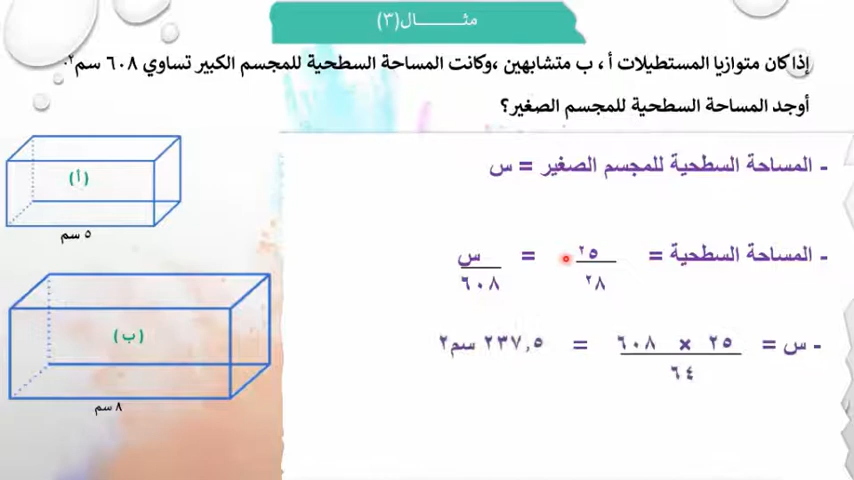 مثـــــــــال(٣)
إذا كان متوازيا المستطيلات أ ، ب متشابهين ،وكانت المساحة السطحية للمجسم الكبير تساوي ٦٠٨ سم٢.
أوجد المساحة السطحية للمجسم الصغير؟
(أ)
٥ سم
(ب)
٨ سم
- المساحة السطحية للمجسم الصغير = س
- المساحة السطحية = ٢٥/٢٨ = س/٦٠٨
- س = ٢٥ × ٦٠٨/٦٤ = ٢٣٧,٥ سم٢